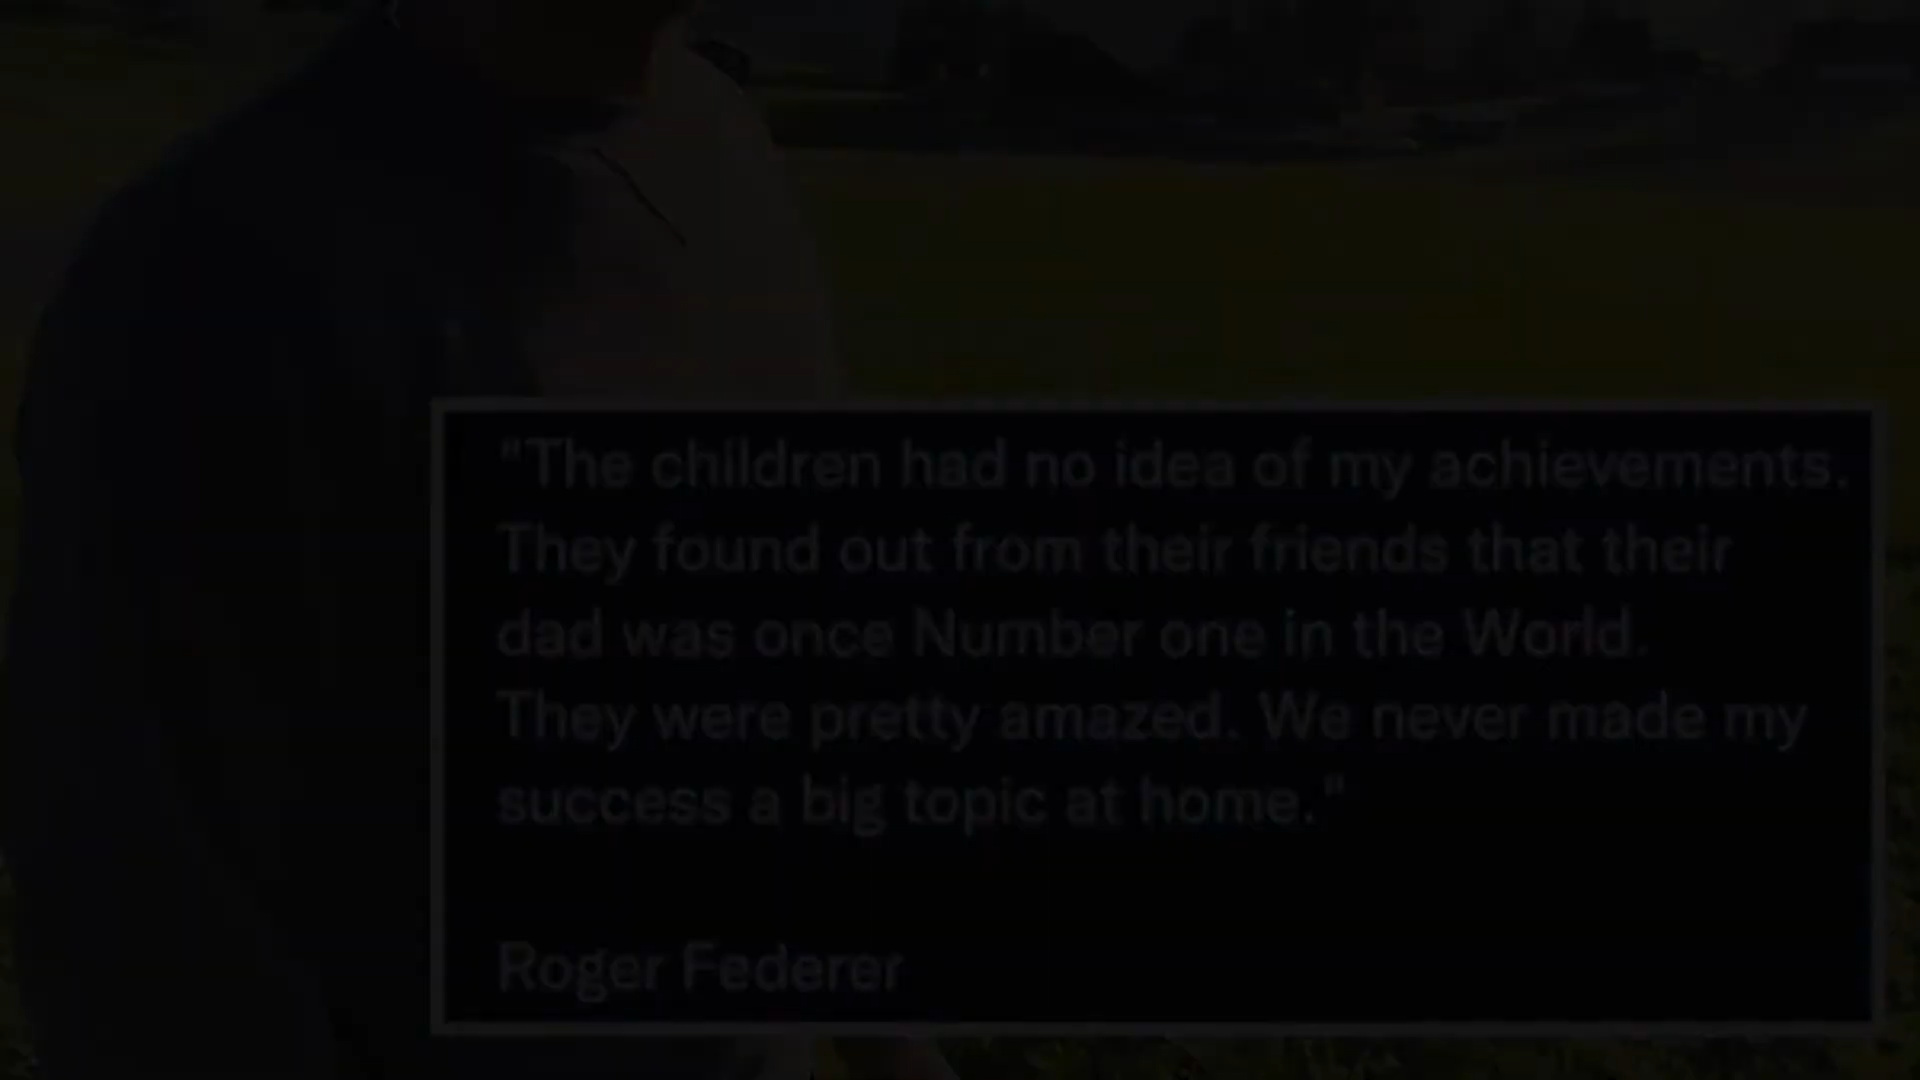 "The children had no idea of my achievements.
They found out from their friends that their
dad was once Number one in the World.
They were pretty amazed. We never made my
success a big topic at home."
Roger Federer